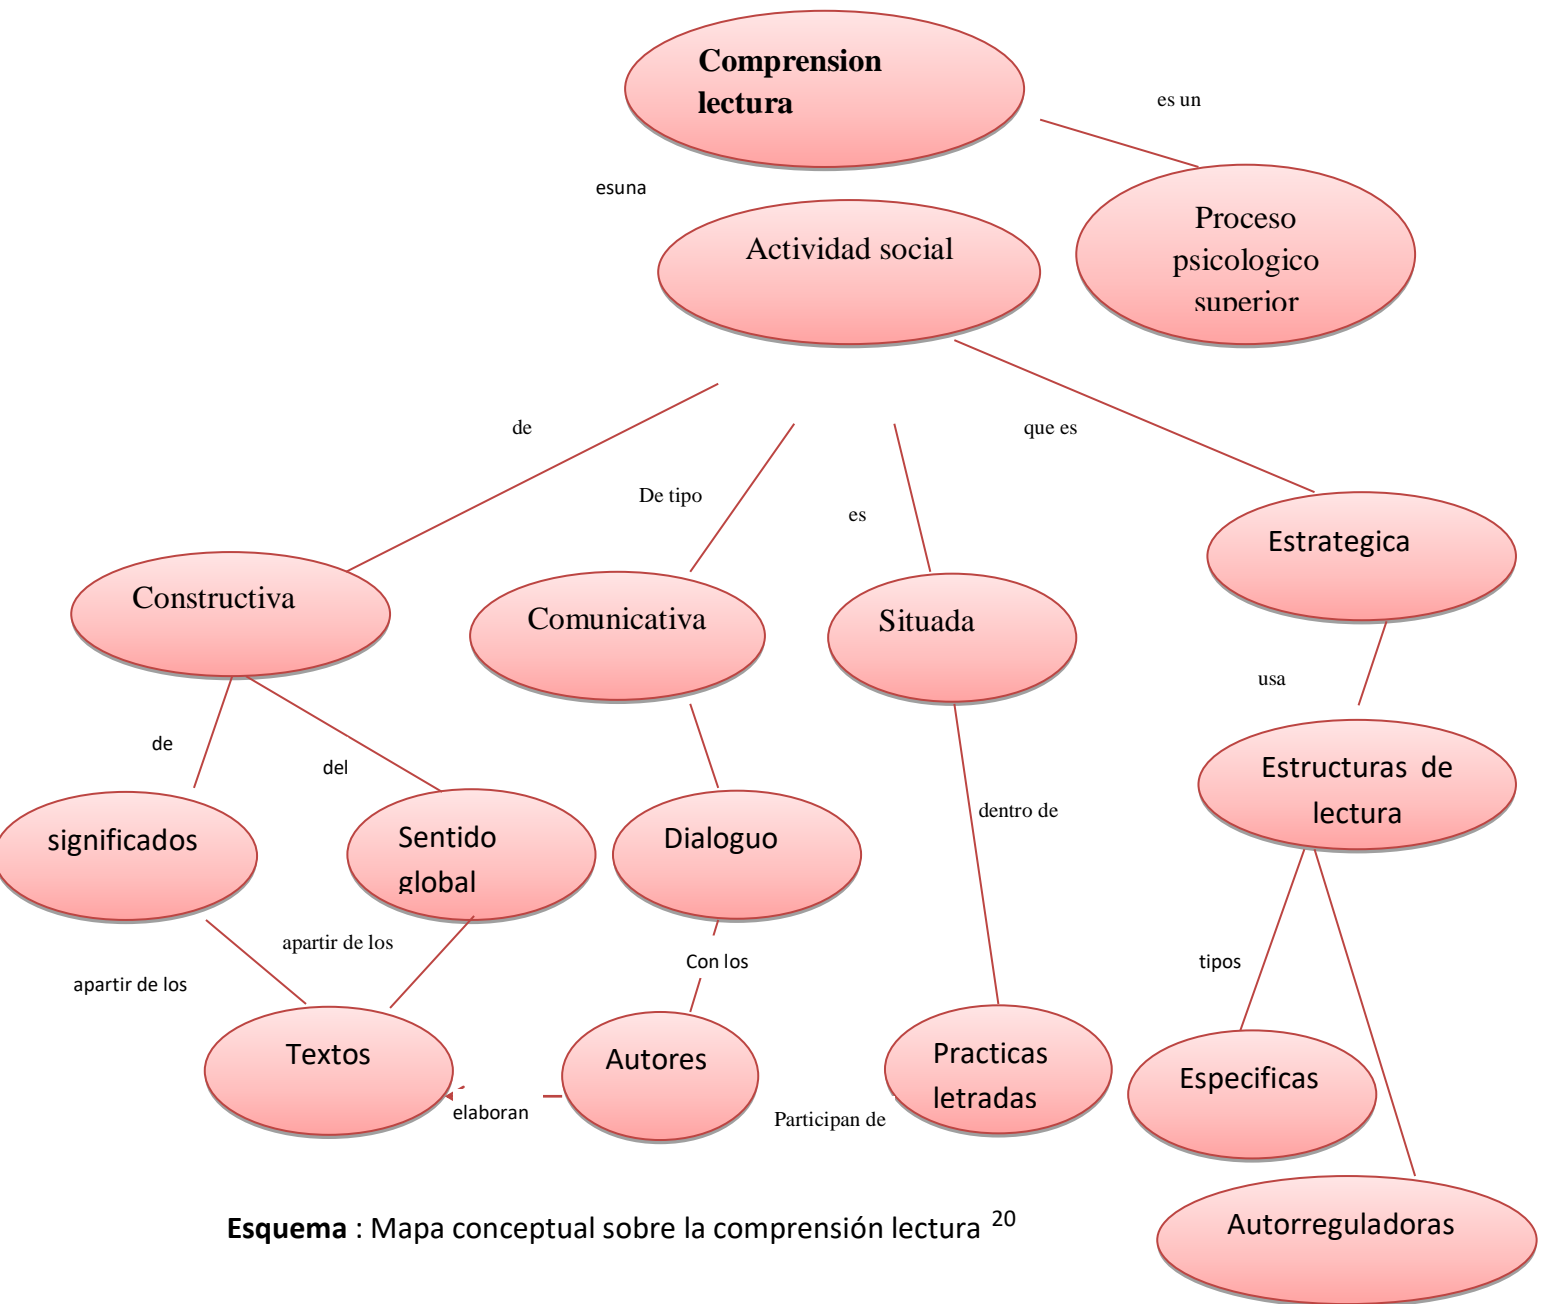 Comprension
lectura
es un
esuna
Actividad social
Proceso
psicologico
superior
de
De tipo
es
que es
Constructiva
Comunicativa
Situada
Estrategica
usa
de
del
significados
Sentido
global
Dialoguo
dentro de
Estructuras de
lectura
apartir de los
apartir de los
Con los
tipos
Textos
elaboran
Autores
Participan de
Practicas
letradas
Especificas
Autorreguladoras
Esquema : Mapa conceptual sobre la comprensión lectura 20